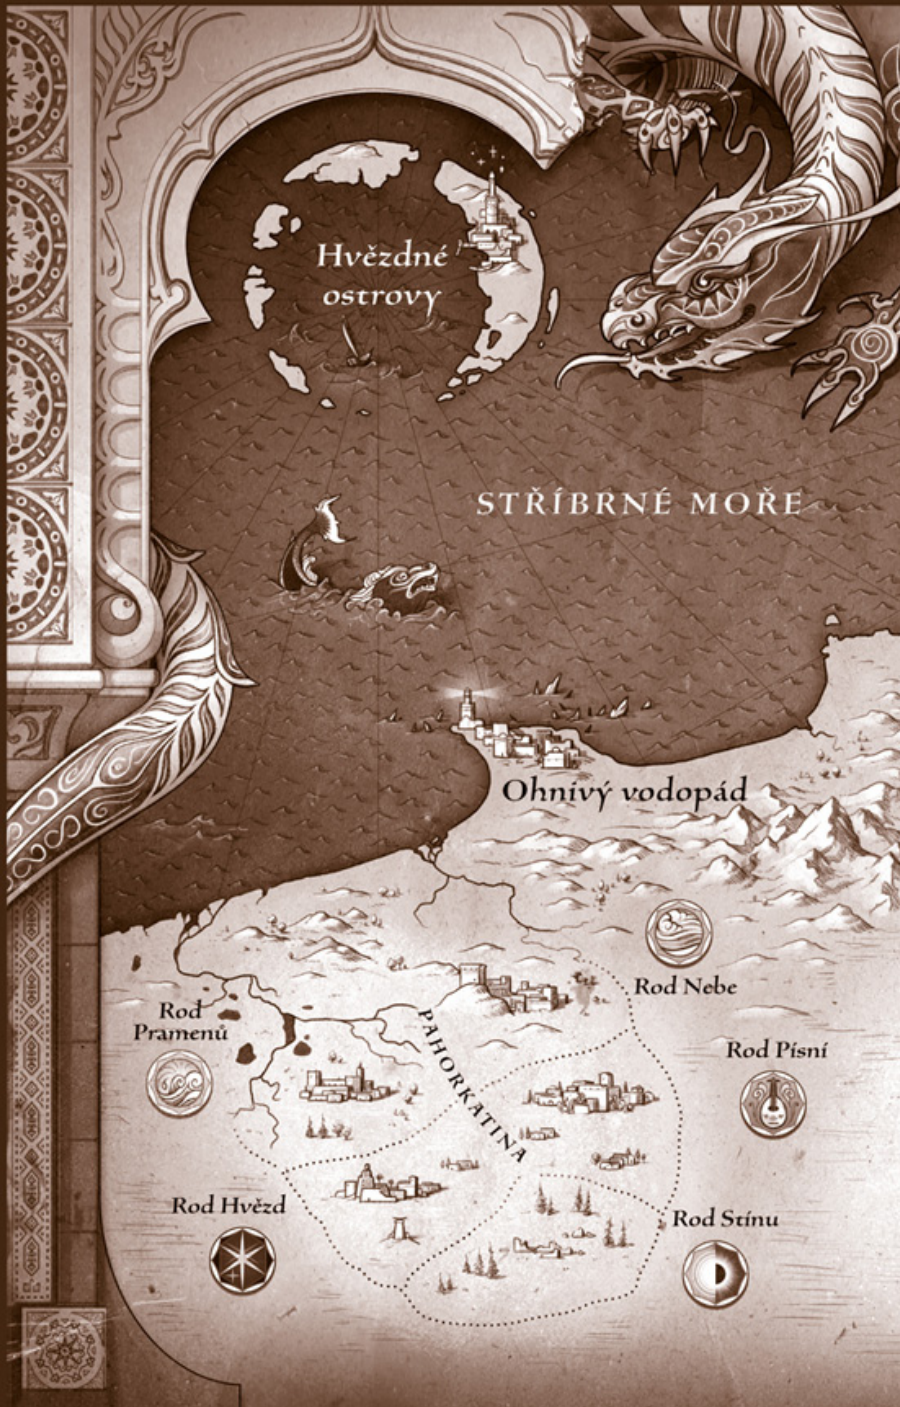 Hvězdné
ostrovy
STŘÍBRNÉ MOŘE
Ohnivý vodopád
Rod Nebe
Rod
Pramenů
PAHORKATINA
Rod Písní
Rod Hvězd
Rod Stínu